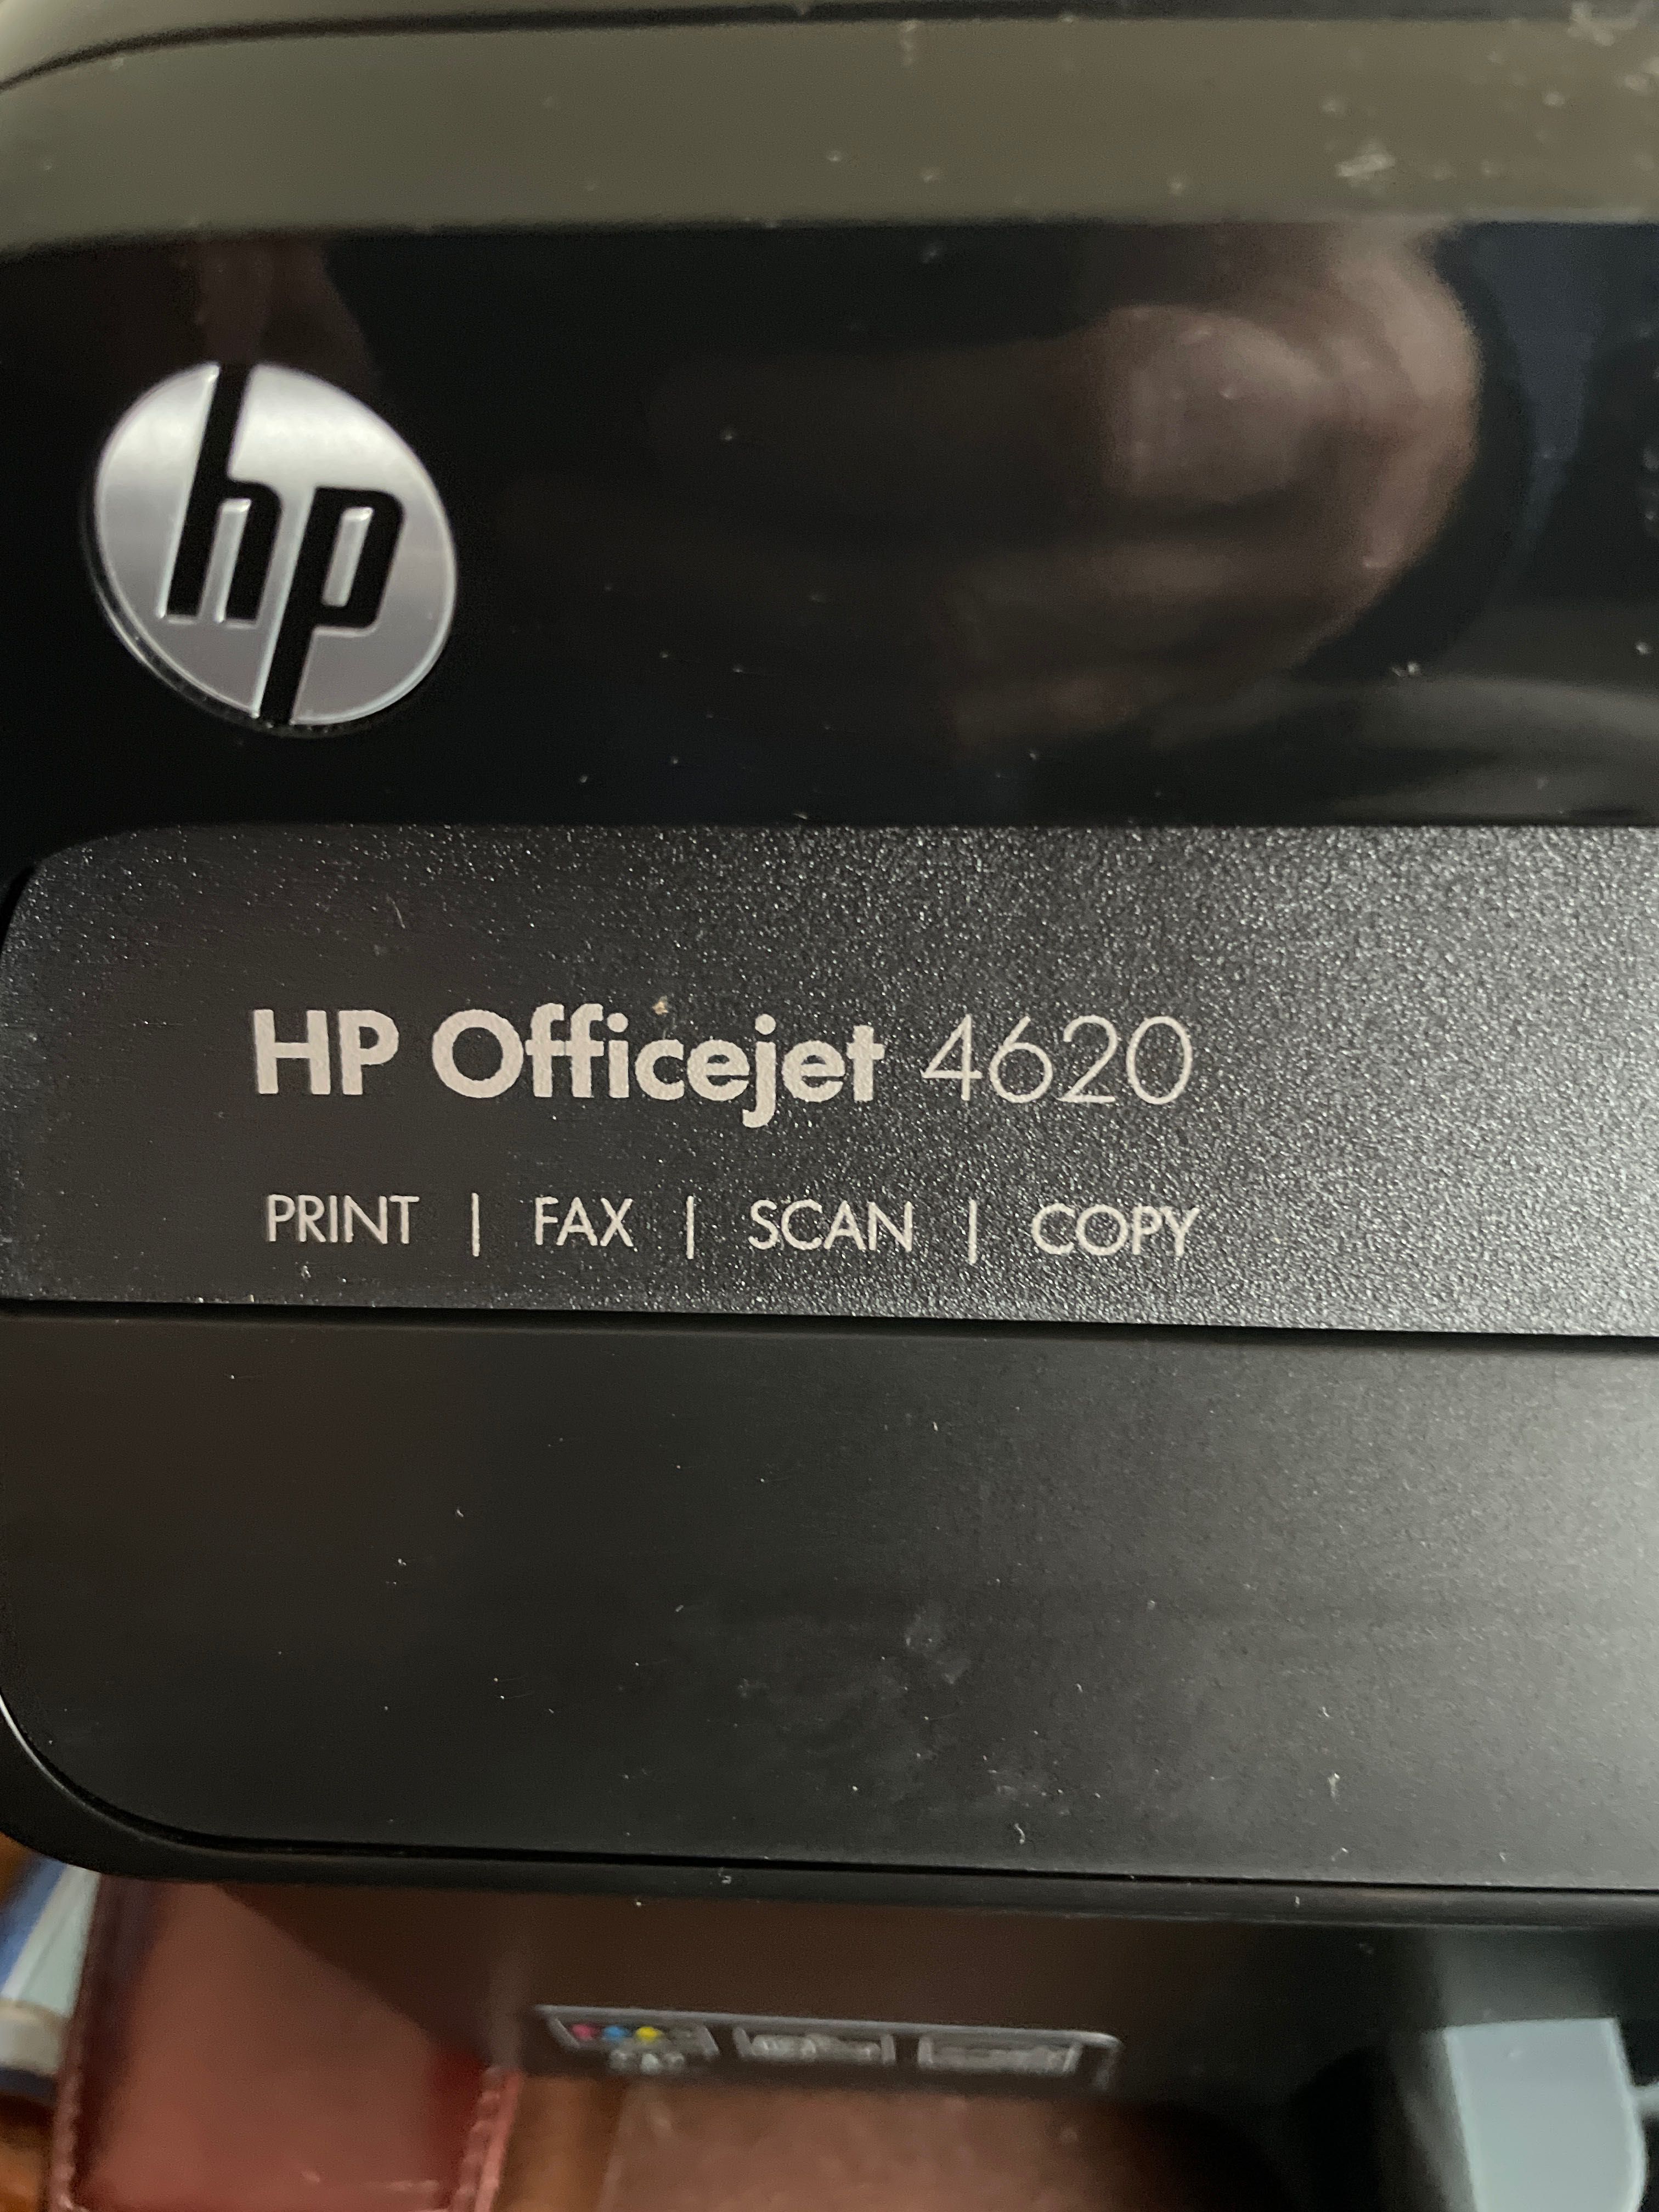 hp
HP Officejet 4620
PRINT | FAX | SCAN | COPY